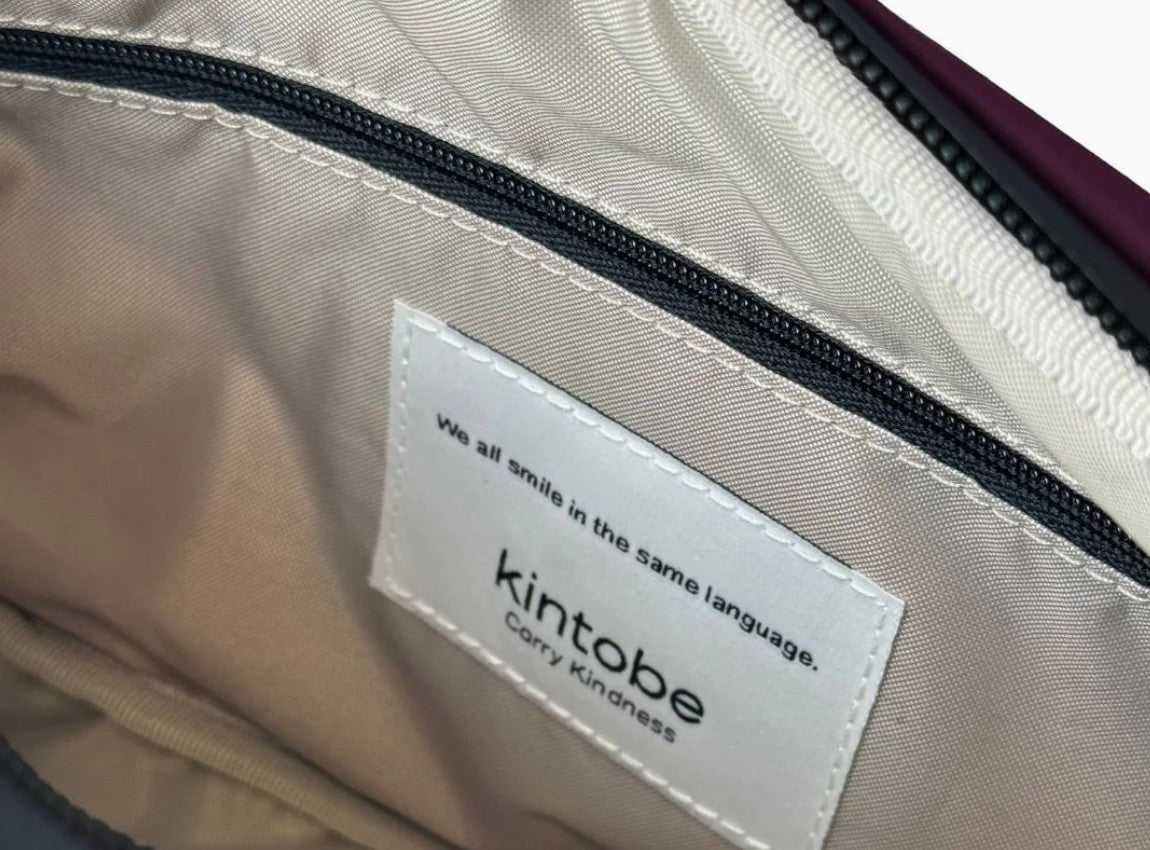 We all smile in the same language.
kintobe
Carry Kindness